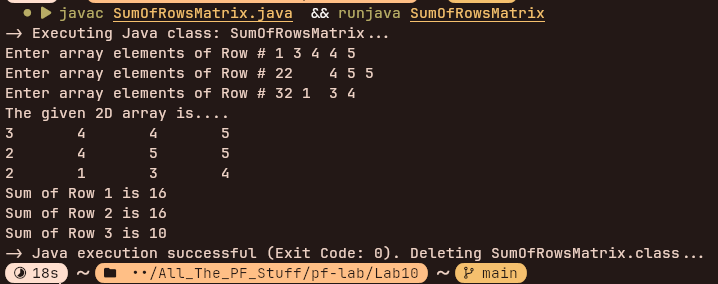 javac SumOfRowsMatrix.java && runjava SumOfRowsMatrix
-> Executing Java class: SumOfRowsMatrix...
Enter array elements of Row # 1 3 4 4 5
Enter array elements of Row # 22    4 5 5
Enter array elements of Row # 32 1  3 4
The given 2D array is....
3       4       4       5
2       4       5       5
2       1       3       4
Sum of Row 1 is 16
Sum of Row 2 is 16
Sum of Row 3 is 10
-> Java execution successful (Exit Code: 0). Deleting SumOfRowsMatrix.class...
18s ~ ··/All_The_PF_Stuff/pf-lab/Lab10 ~ main